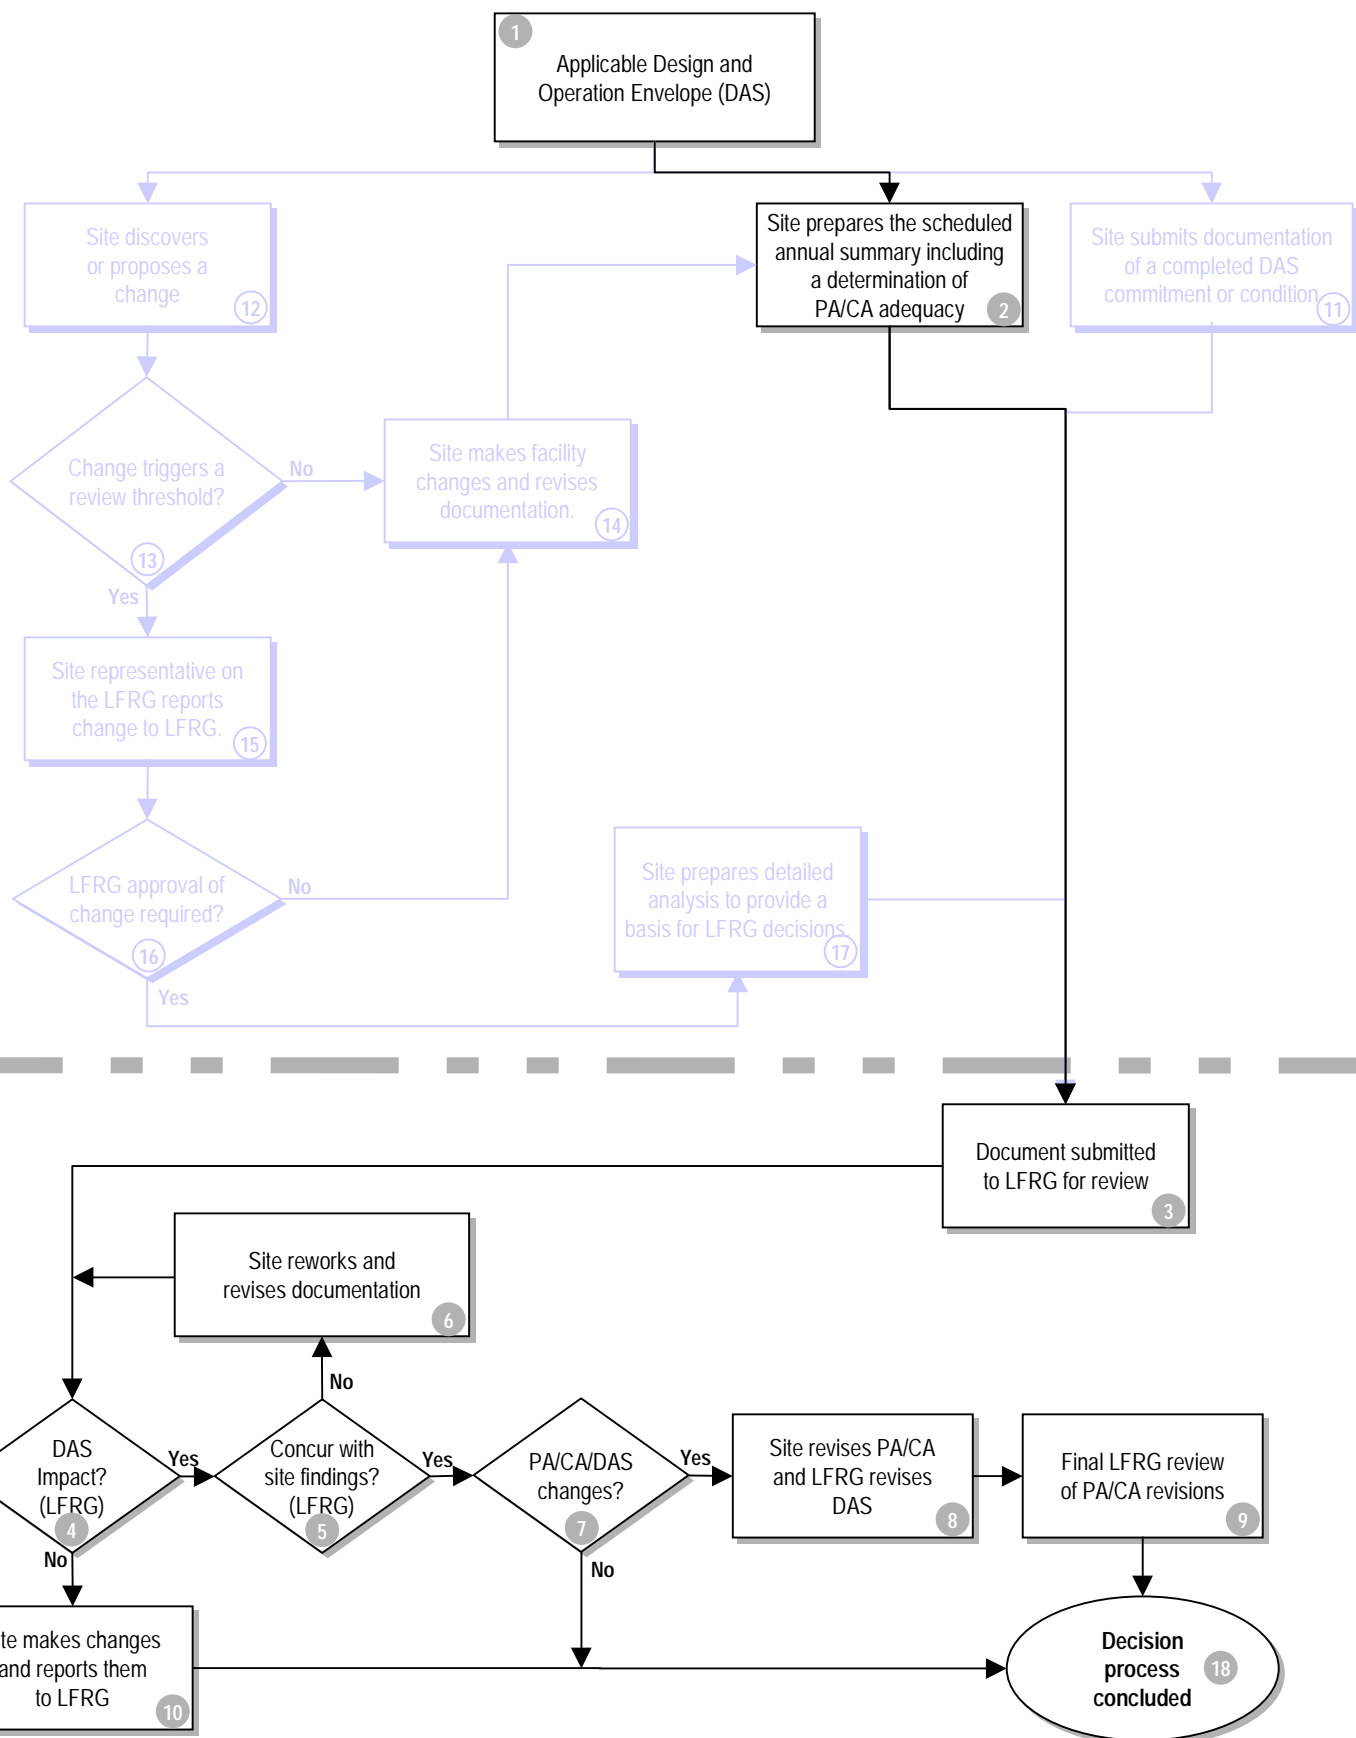 1
Applicable Design and
Operation Envelope (DAS)
Site discovers
or proposes a
change
12
Site prepares the scheduled
annual summary including
a determination of
PA/CA adequacy
2
Site submits documentation
of a completed DAS
commitment or condition
11
Change triggers a
review threshold?
13
No
Yes
Site makes facility
changes and revises
documentation.
14
Site representative on
the LFRG reports
change to LFRG.
15
LFRG approval of
change required?
16
No
Yes
Site prepares detailed
analysis to provide a
basis for LFRG decisions.
17
Document submitted
to LFRG for review
3
Site reworks and
revises documentation
6
No
DAS
Impact?
(LFRG)
4
Yes
No
Concur with
site findings?
(LFRG)
5
Yes
PA/CA/DAS
changes?
7
Yes
No
Site revises PA/CA
and LFRG revises
DAS
8
Final LFRG review
of PA/CA revisions
9
te makes changes
and reports them
to LFRG
10
Decision
process
concluded
18